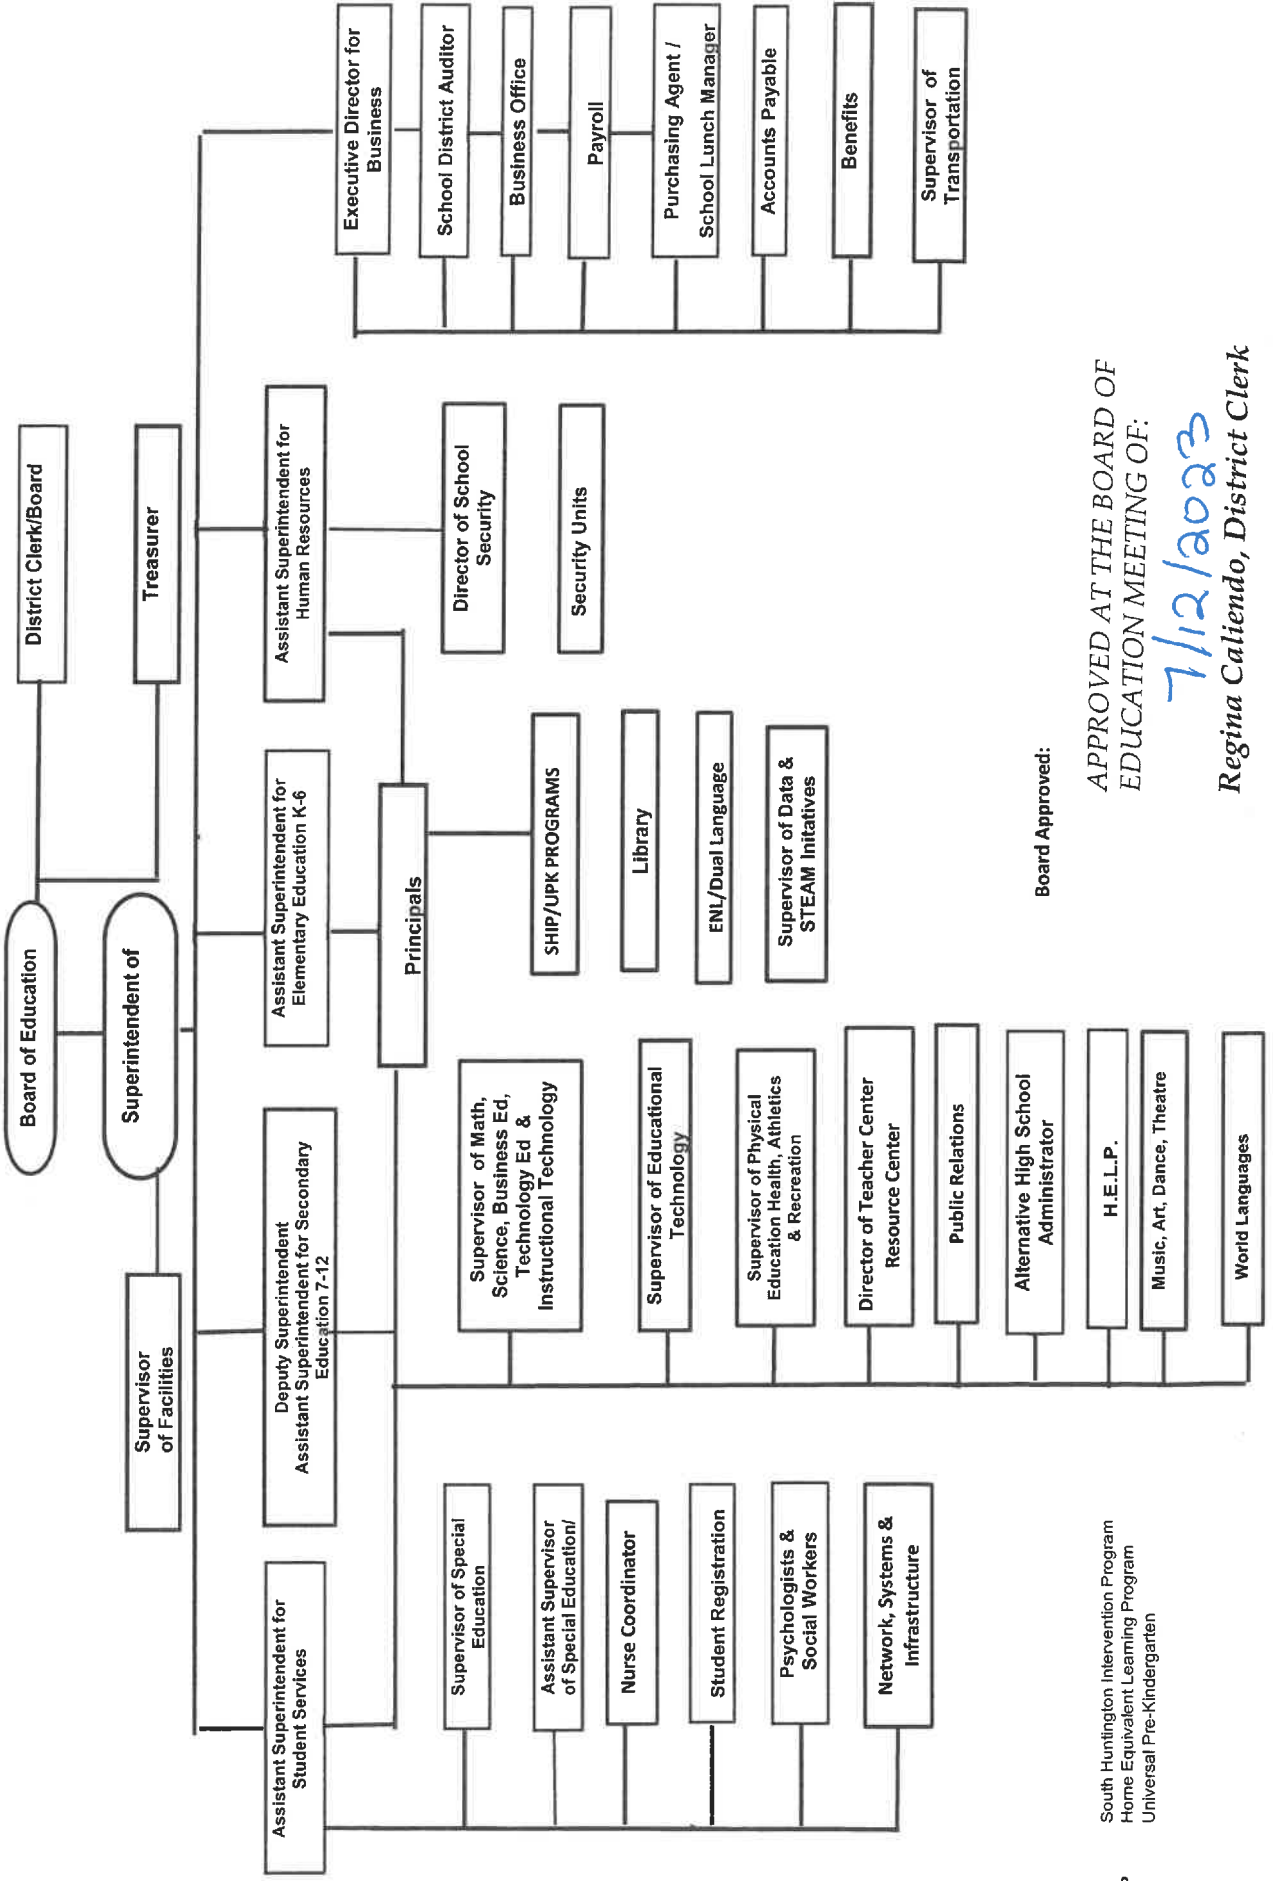 Board of Education
District Clerk/Board
Superintendent of
Treasurer
Supervisor
of Facilities
Assistant Superintendent for
Student Services
Deputy Superintendent
Assistant Superintendent for Secondary
Education 7-12
Assistant Superintendent for
Elementary Education K-6
Assistant Superintendent for
Human Resources
Executive Director for
Business
Principals
Supervisor of Special
Education
Assistant Supervisor
of Special Education/
Nurse Coordinator
Student Registration
Psychologists &
Social Workers
Network, Systems &
Infrastructure
Supervisor of Math,
Science, Business Ed,
Technology Ed &
Instructional Technology
Supervisor of Educational
Technology
Supervisor of Physical
Education Health, Athletics
& Recreation
Director of Teacher Center
Resource Center
Public Relations
Alternative High School
Administrator
H.E.L.P.
Music, Art, Dance, Theatre
World Languages
SHIP/UPK PROGRAMS
Library
ENL/Dual Language
Supervisor of Data &
STEAM Initatives
Director of School
Security
Security Units
School District Auditor
Business Office
Payroll
Purchasing Agent /
School Lunch Manager
Accounts Payable
Benefits
Supervisor of
Transportation
South Huntington Intervention Program
Home Equivalent Learning Program
Universal Pre-Kindergarten
Board Approved:
APPROVED AT THE BOARD OF
EDUCATION MEETING OF:
7/12/2023
Regina Caliendo, District Clerk